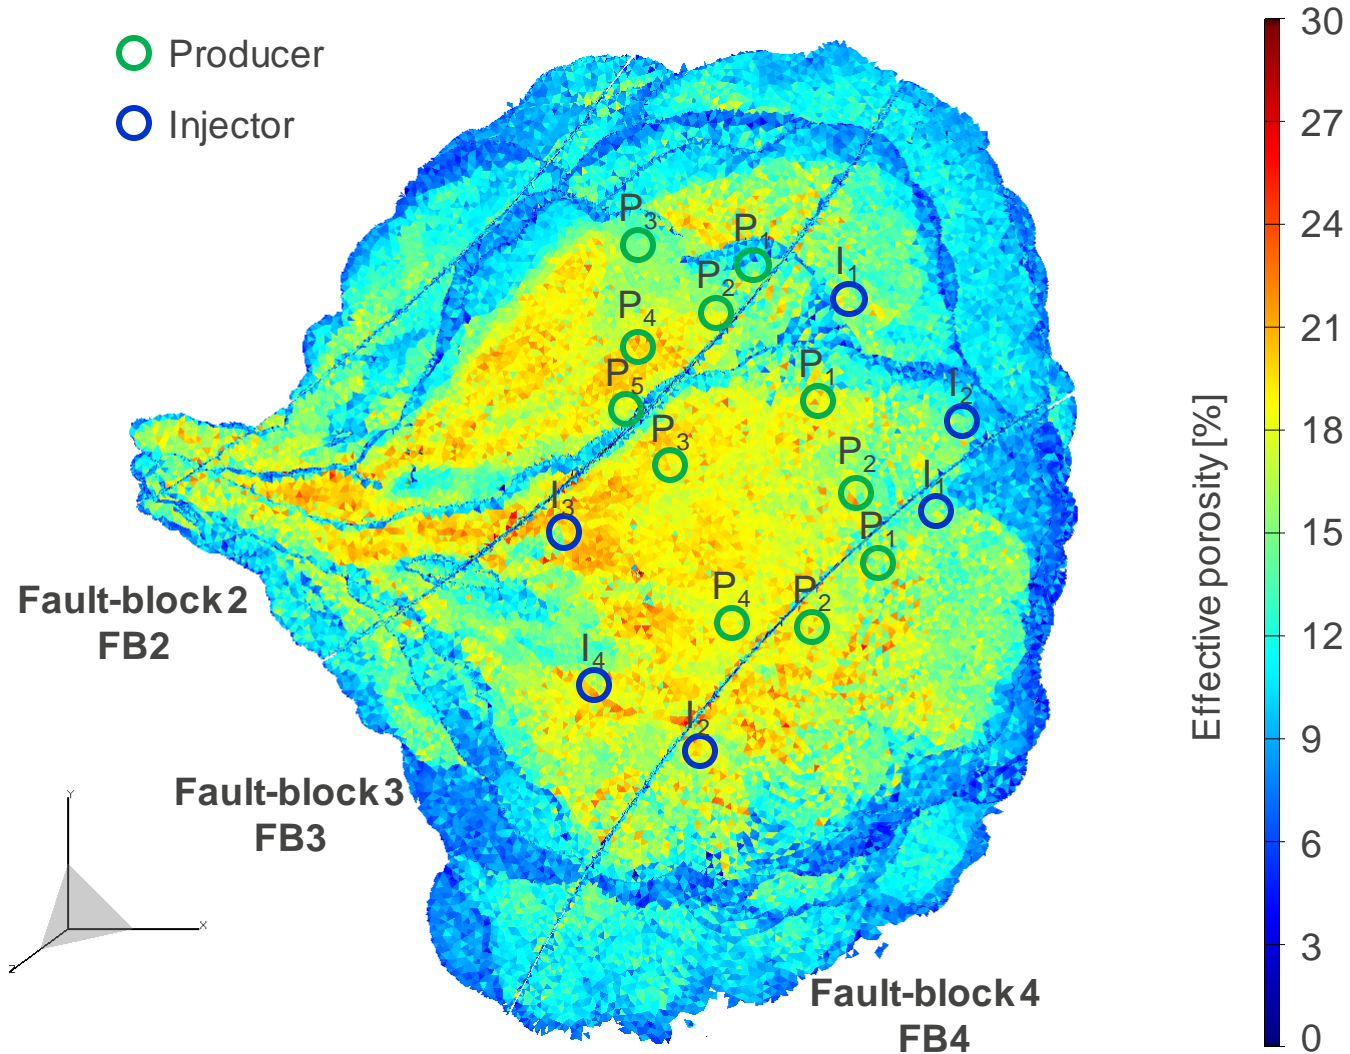 Producer
Injector
30
27
24
21
18
15
12
9
6
3
0
Effective porosity [%]
P3
P1
P2
I1
P4
P1
P5
I2
P3
P2
I3
I1
P1
P4
P2
I4
I2
Fault-block 2
FB2
Fault-block 3
FB3
Fault-block 4
FB4
Y
X
Z